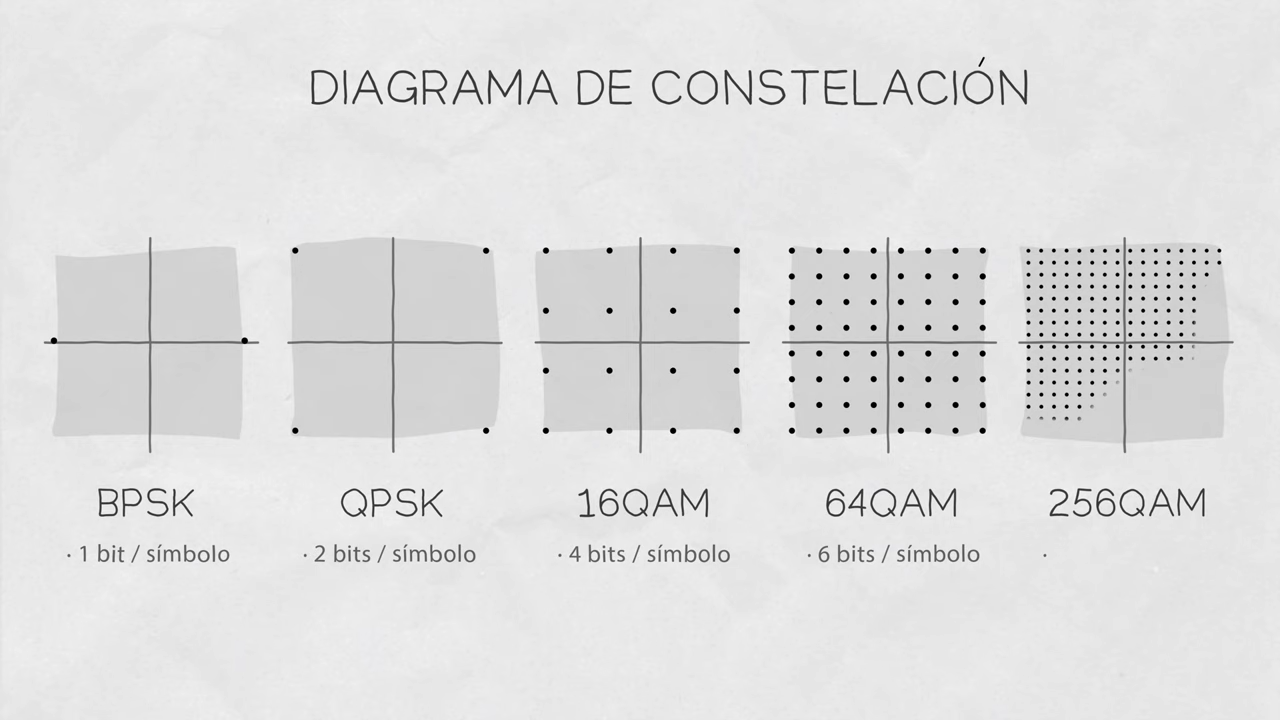 DIAGRAMA DE CONSTELACIÓN
BPSK
· 1 bit / símbolo
QPSK
· 2 bits / símbolo
16QAM
· 4 bits / símbolo
64QAM
· 6 bits / símbolo
256QAM
·